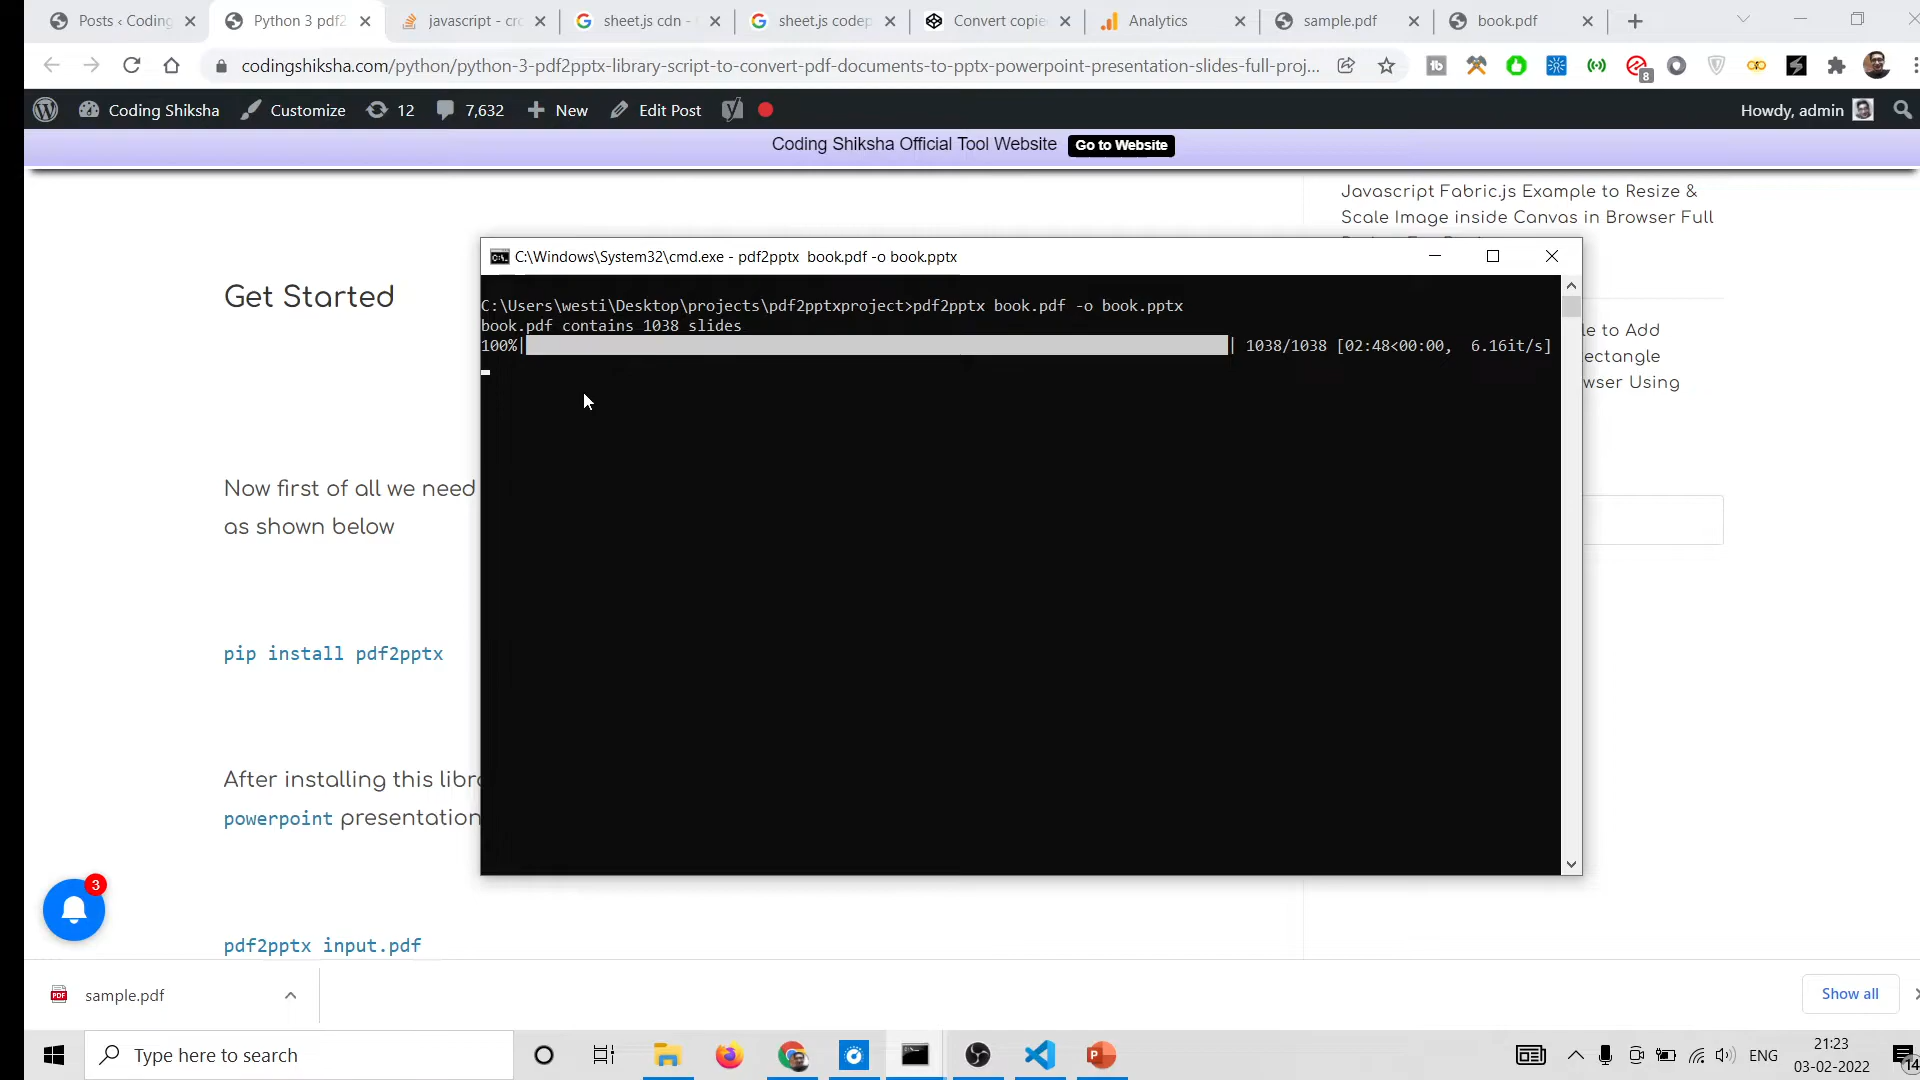 Posts ‹ Coding
Python 3 pdf2
javascript - cro
sheet.js cdn -
sheet.js codep
Convert copie
Analytics
sample.pdf
book.pdf
codingshiksha.com/python/python-3-pdf2pptx-library-script-to-convert-pdf-documents-to-pptx-powerpoint-presentation-slides-full-proj...
8
Coding Shiksha
Customize
12
7,632
New
Edit Post
Howdy, admin
Coding Shiksha Official Tool Website
Go to Website
Javascript Fabric.js Example to Resize &
Scale Image inside Canvas in Browser Full
C:\Windows\System32\cmd.exe - pdf2pptx  book.pdf -o book.pptx
C:\Users\westi\Desktop\projects\pdf2pptxproject>pdf2pptx book.pdf -o book.pptx
book.pdf contains 1038 slides
100%| | 1038/1038 [02:48<00:00,  6.16it/s]
le to Add
ectangle
wser Using
Get Started
Now first of all we need
as shown below
pip install pdf2pptx
After installing this libra
powerpoint presentation
3
pdf2pptx input.pdf
PDF
sample.pdf
Show all
Type here to search
ENG
21:23
03-02-2022
14